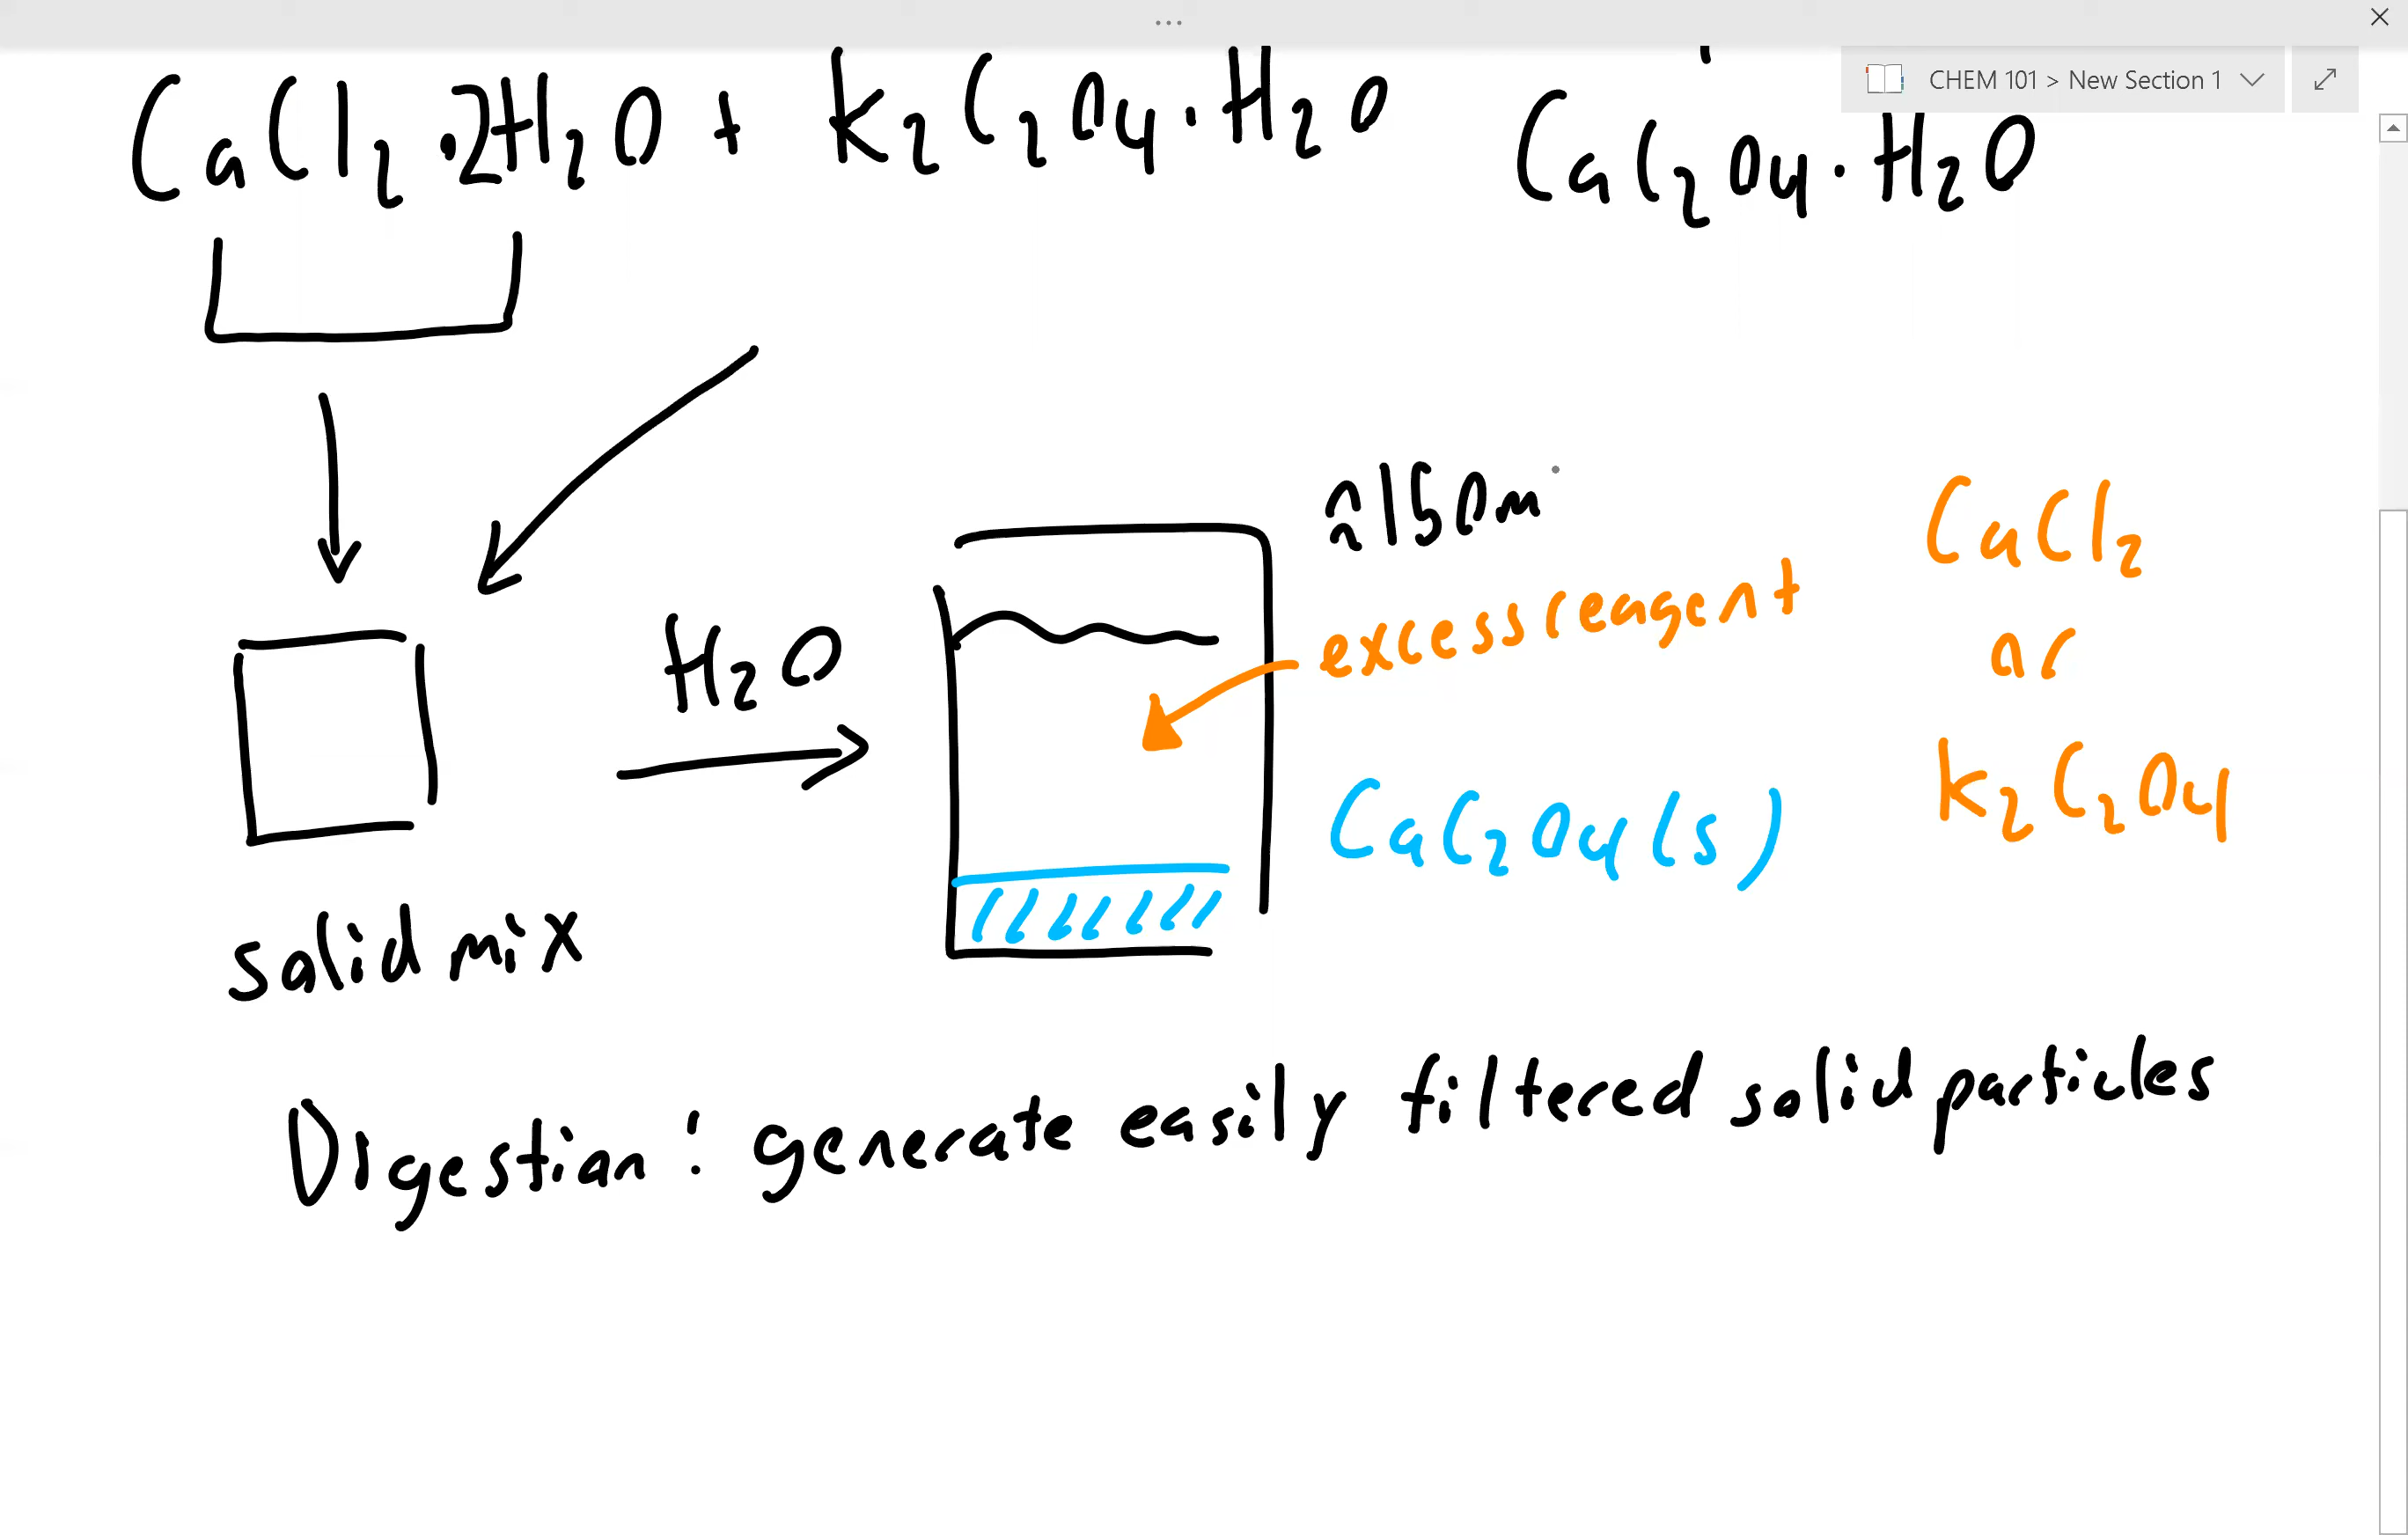 CHEM 101 > New Section 1
CaCl₂·2H₂O + K₂C₂O₄·H₂O CaC₂O₄·H₂O
≈150m
excess reagent
CaCl₂
or
K₂C₂O₄
H₂O
CaC₂O₄(s)
solid mix
Digestion: generate easily filtered solid particles